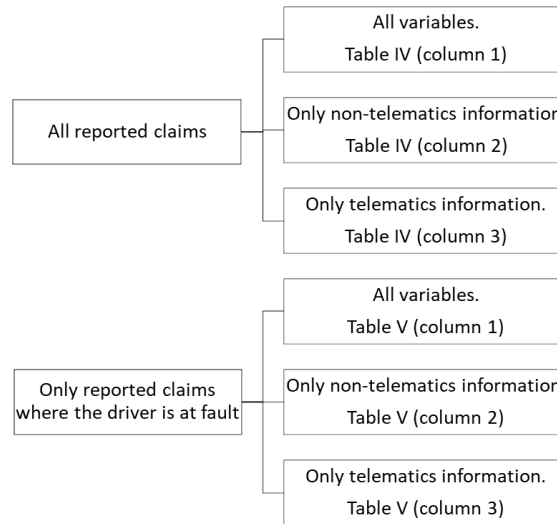 All variables.
Table IV (column 1)
All reported claims
Only non-telematics information
Table IV (column 2)
Only telematics information.
Table IV (column 3)
All variables.
Table V (column 1)
Only reported claims
where the driver is at fault
Only non-telematics information
Table V (column 2)
Only telematics information.
Table V (column 3)